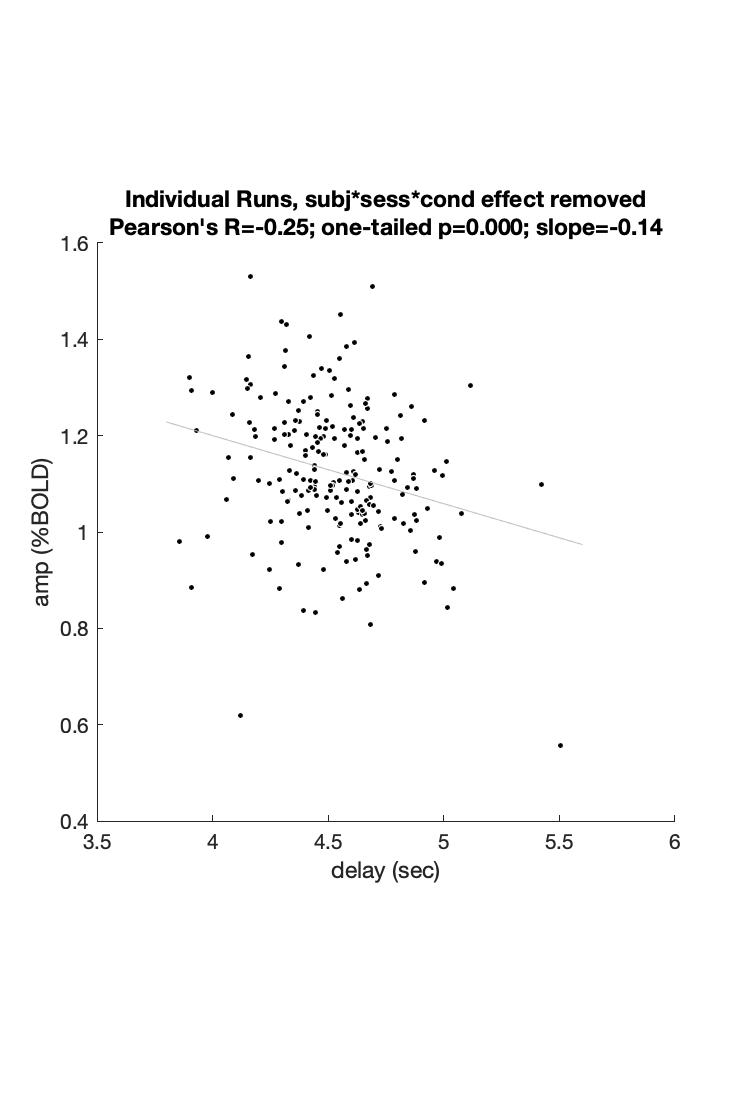 Individual Runs, subj*sess*cond effect removed
Pearson's R=-0.25; one-tailed p=0.000; slope=-0.14
1.6
1.4
1.2
1
0.8
0.6
0.4
amp (%BOLD)
3.5 4 4.5 5 5.5 6
delay (sec)